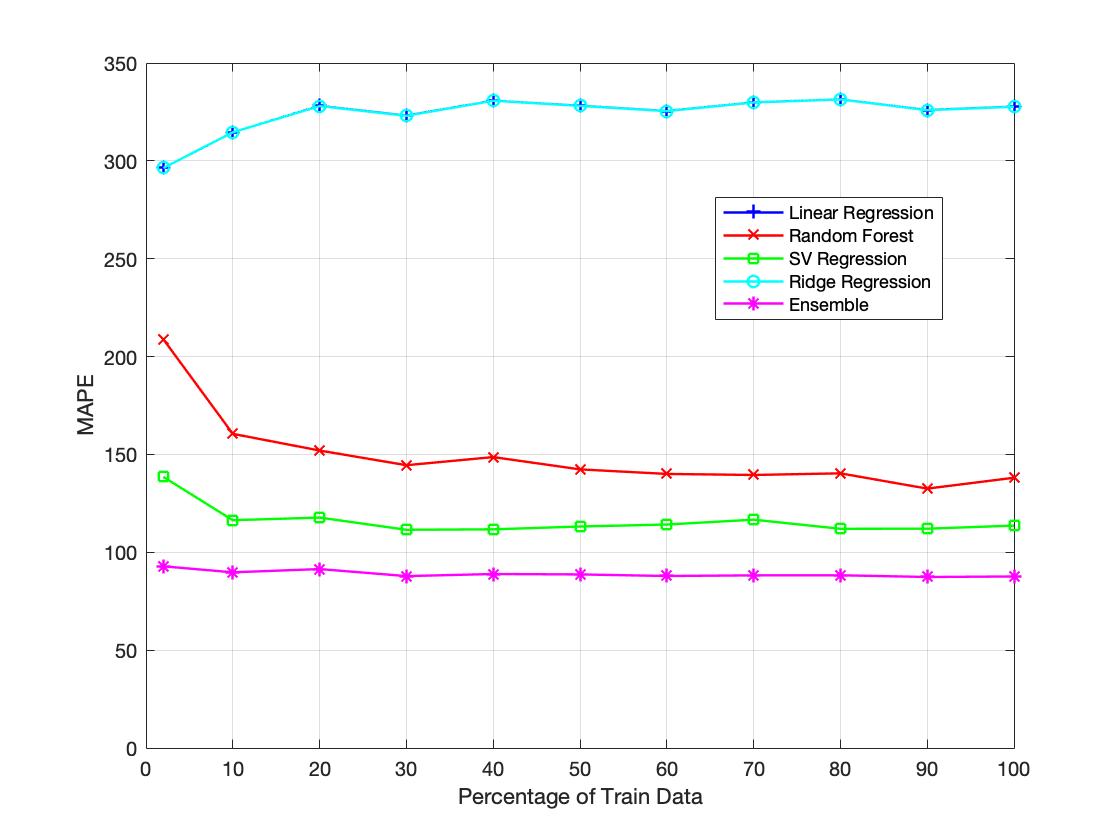 350
300
250
200
150
100
50
0
MAPE
Linear Regression
Random Forest
SV Regression
Ridge Regression
Ensemble
0 10 20 30 40 50 60 70 80 90 100
Percentage of Train Data